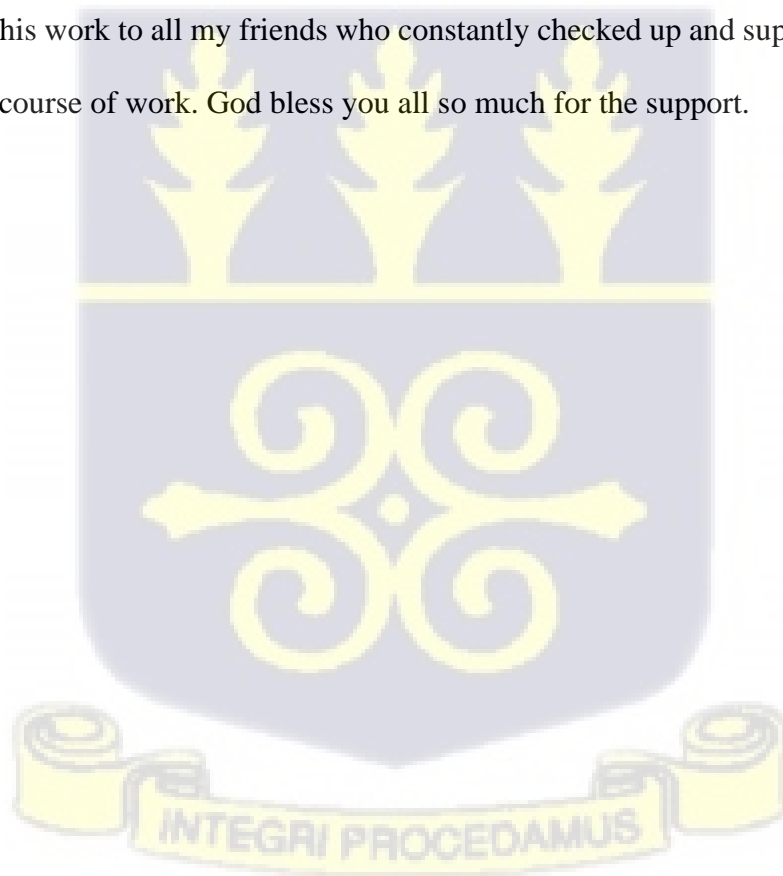 his work to all my friends who constantly checked up and sup
course of work. God bless you all so much for the support.
INTEGRI PROCEDAMUS